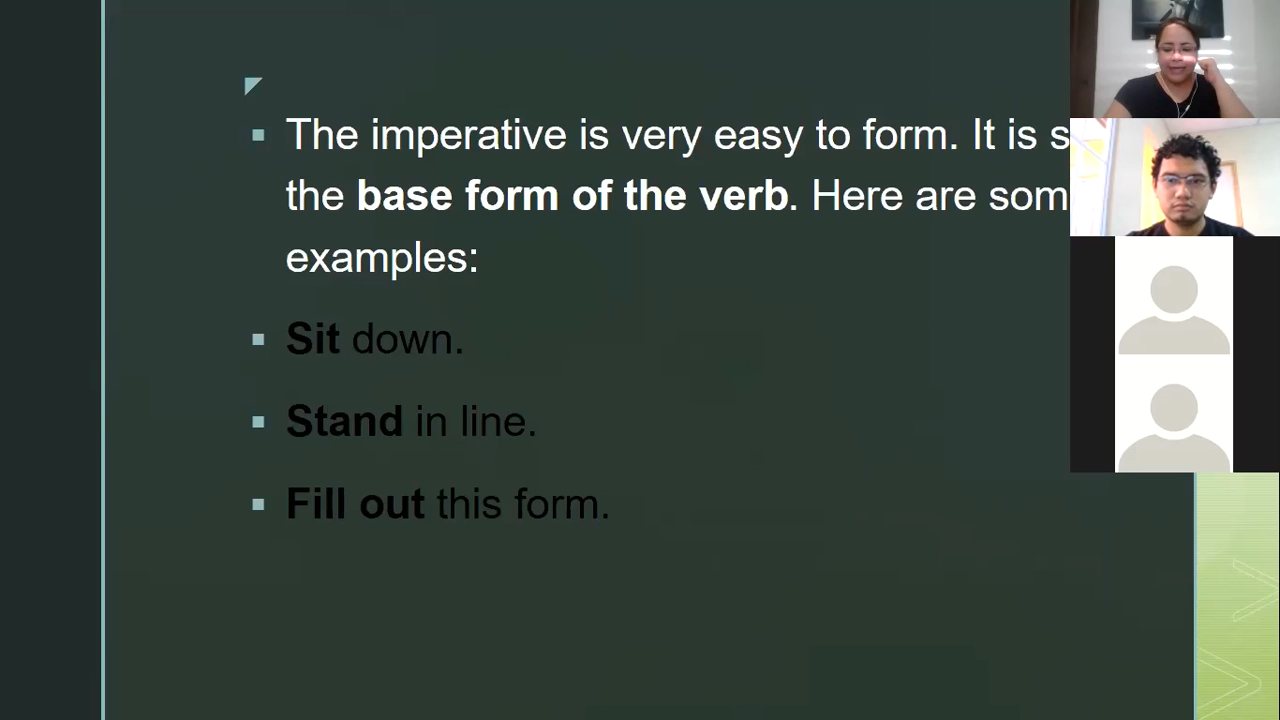 The imperative is very easy to form. It is
the base form of the verb. Here are
examples:
Sit down.
Stand in line.
Fill out this form.